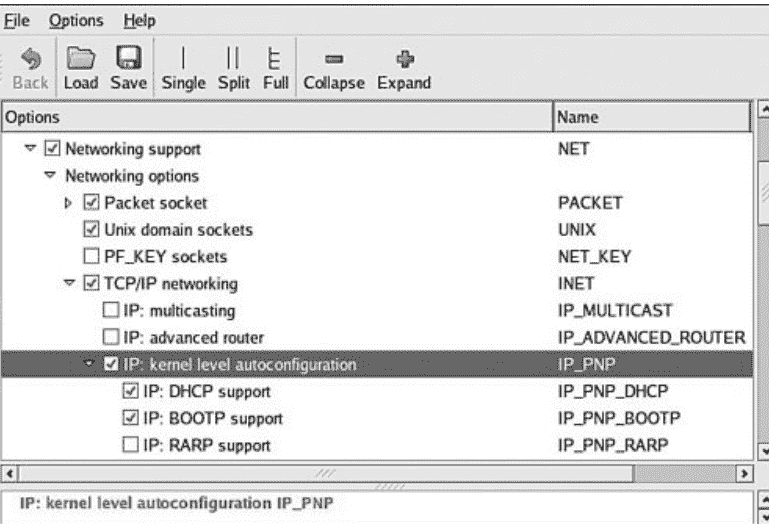 File Options Help
Back Load Save Single Split Full Collapse Expand
Options Name
Networking support NET
Networking options
Packet socket PACKET
Unix domain sockets UNIX
PF_KEY sockets NET_KEY
TCP/IP networking INET
IP: multicasting IP_MULTICAST
IP: advanced router IP_ADVANCED_ROUTER
IP: kernel level autoconfiguration IP_PNP
IP: DHCP support IP_PNP_DHCP
IP: BOOTP support IP_PNP_BOOTP
IP: RARP support IP_PNP_RARP
IP: kernel level autoconfiguration IP_PNP